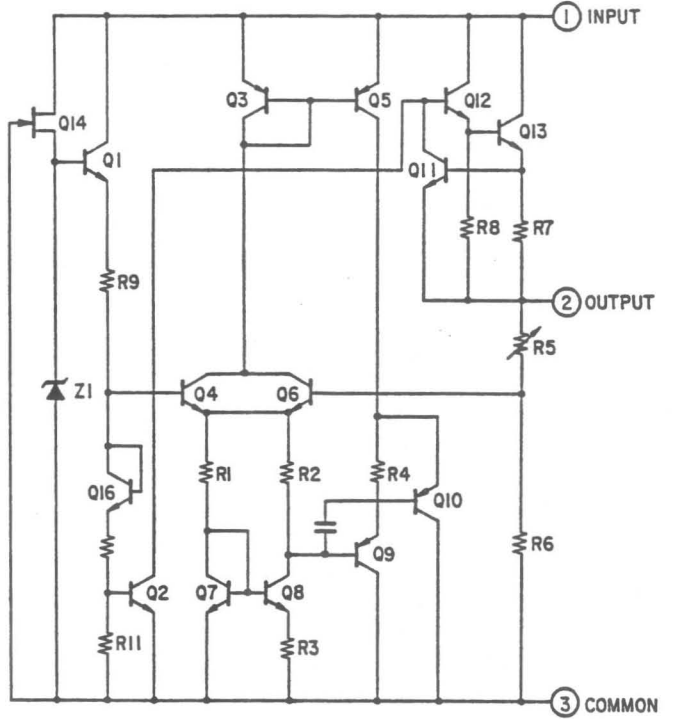 1 INPUT
Q3
Q5
Q12
Q14
Q13
Q1
Q11
R8
R7
R9
2 OUTPUT
R5
Z1
Q4
Q6
R1
R2
R4
Q16
Q10
R6
Q9
Q2
Q7
Q8
R11
R3
3 COMMON